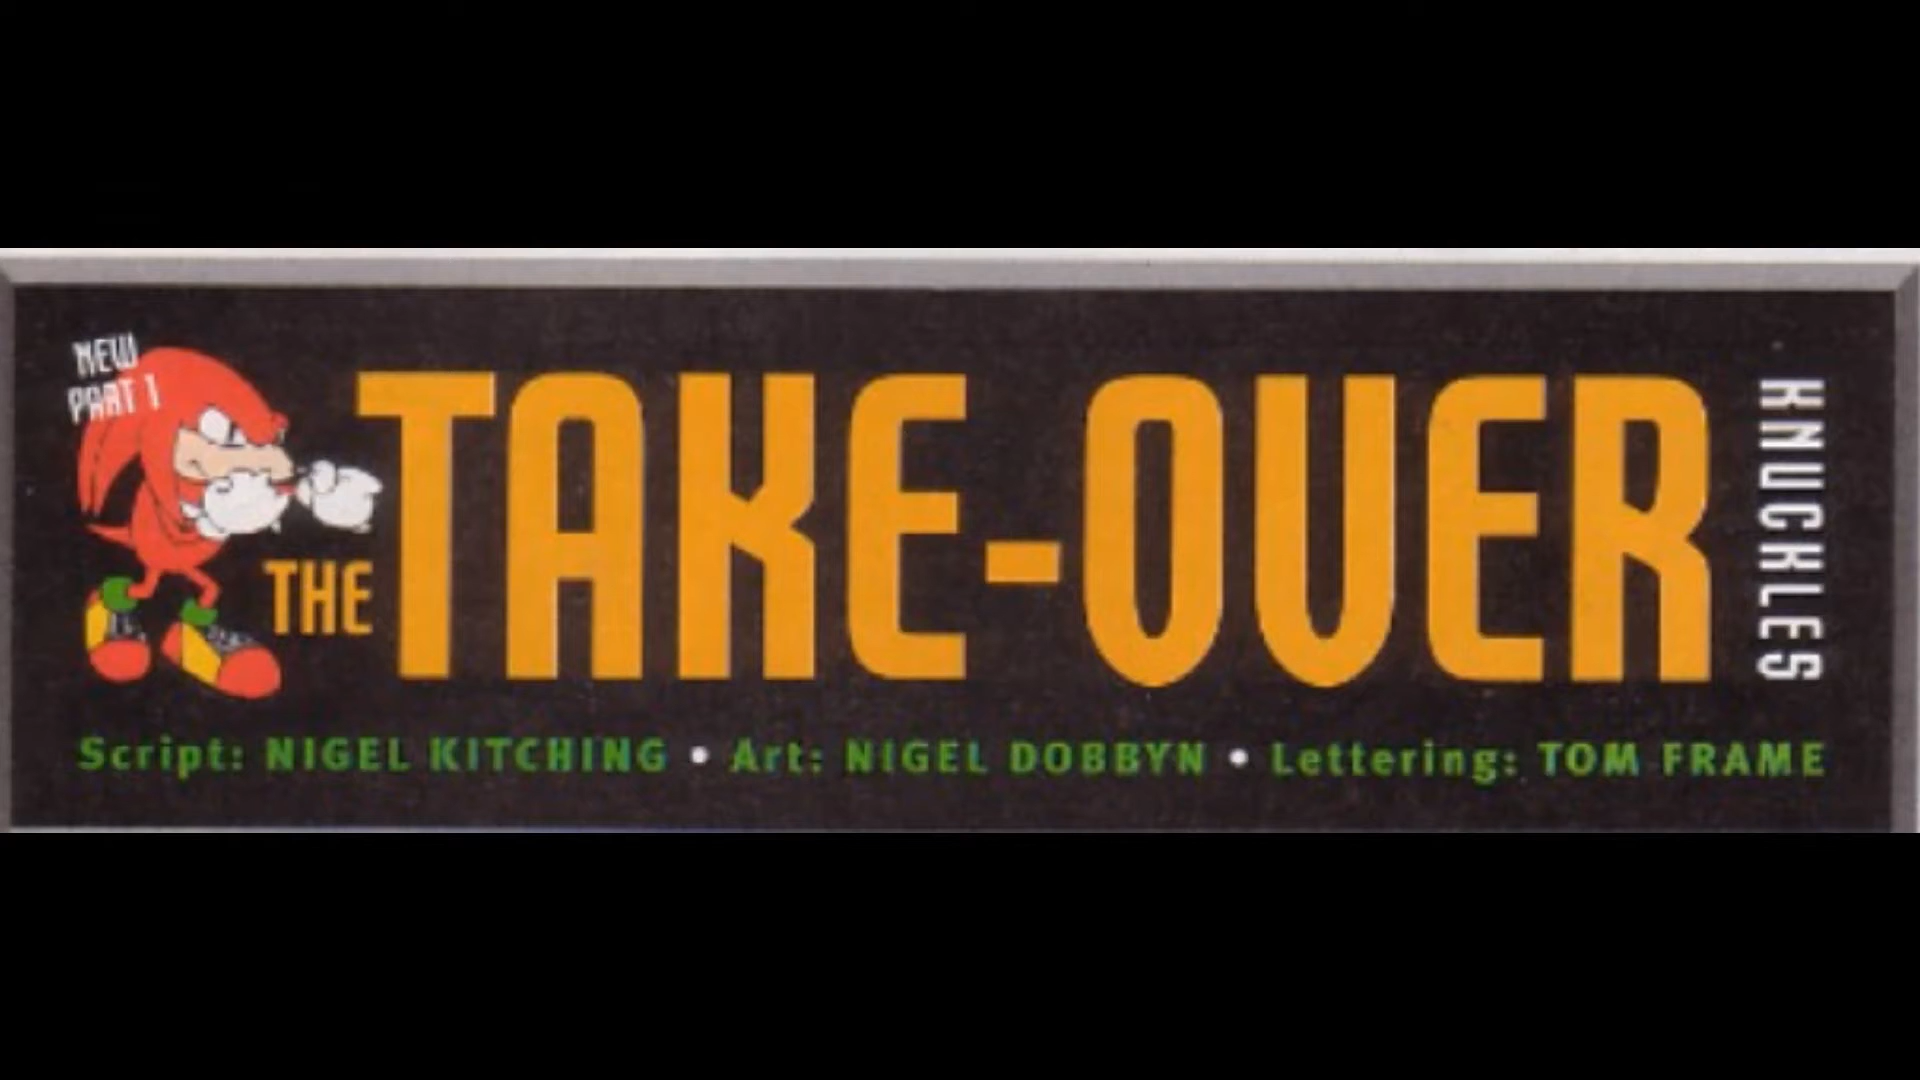 NEW
PART 1
THE TAKE-OVER
KNUCKLES
Script: NIGEL KITCHING • Art: NIGEL DOBBYN • Lettering: TOM FRAME